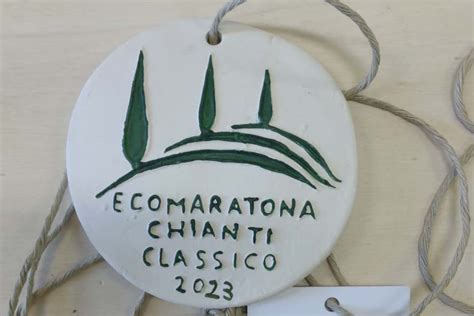 ECOMARATONA
CHIANTI
CLASSICO
2023